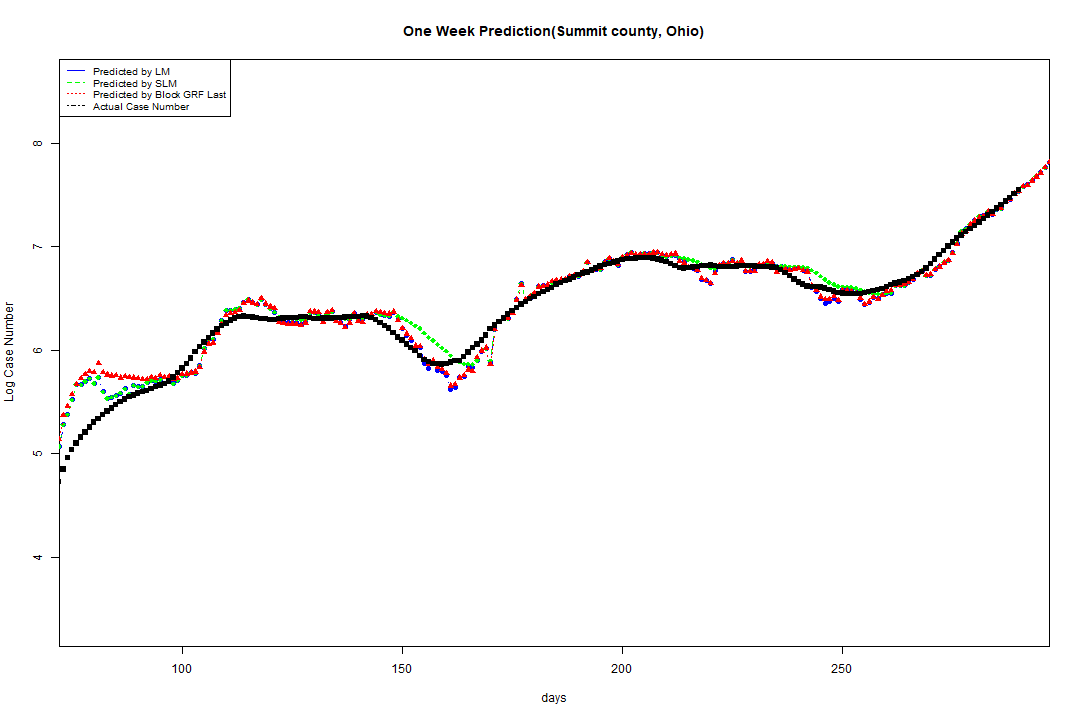 One Week Prediction(Summit county, Ohio)
Predicted by LM
Predicted by SLM
Predicted by Block GRF Last
Actual Case Number
8
7
6
5
4
Log Case Number
100 150 200 250
days